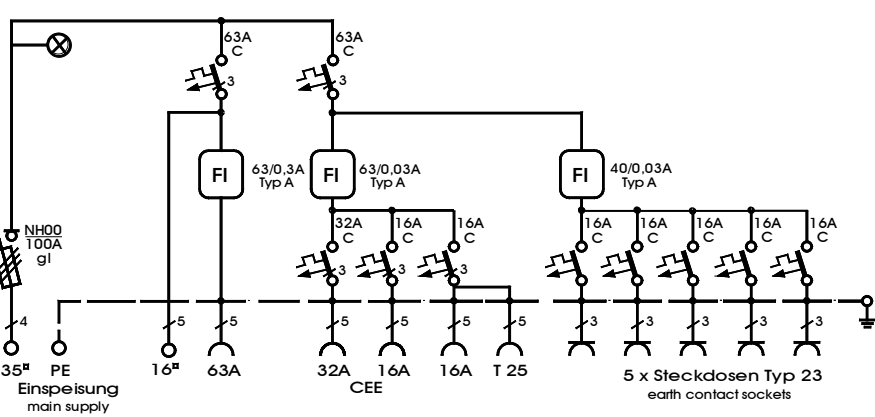 63A
C
3
63A
C
3
FI
63/0,3A
Typ A
FI
63/0,03A
Typ A
FI
40/0,03A
Typ A
NH00
100A
gl
32A
C
3
16A
C
3
16A
C
3
16A
C
16A
C
16A
C
16A
C
16A
C
4
5
5
5
5
5
5
3
3
3
3
3
35¤
PE
16¤
63A
32A
16A
16A
T 25
CEE
Einspeisung
main supply
5 x Steckdosen Typ 23
earth contact sockets